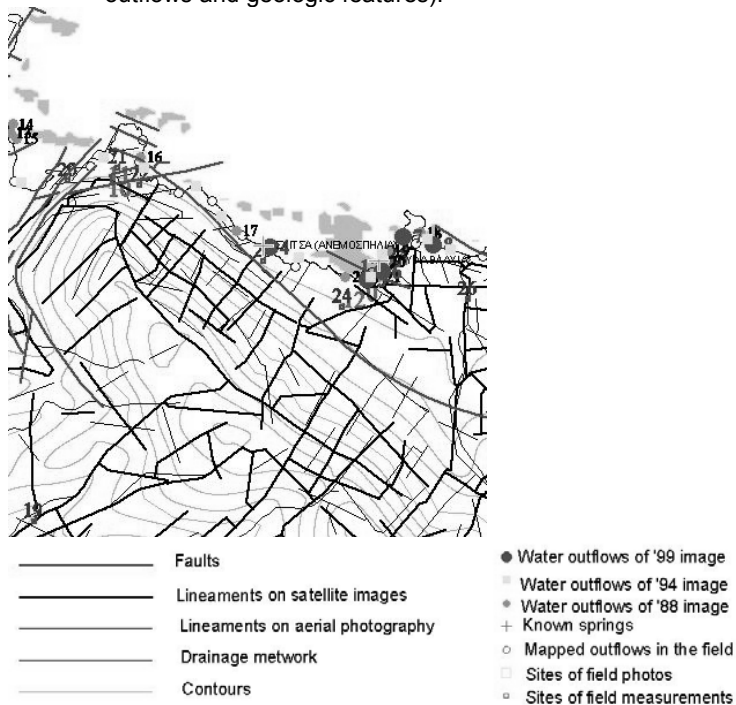 outflows and geologic features).
14
15
20
21
16
17
ΣΙΤΣΑ (ΑΝΕΜΟΣΠΗΛΙΑ)
18
24
26
19
Faults
Lineaments on satellite images
Lineaments on aerial photography
Drainage metwork
Contours
Water outflows of '99 image
Water outflows of '94 image
Water outflows of '88 image
Known springs
Mapped outflows in the field
Sites of field photos
Sites of field measurements